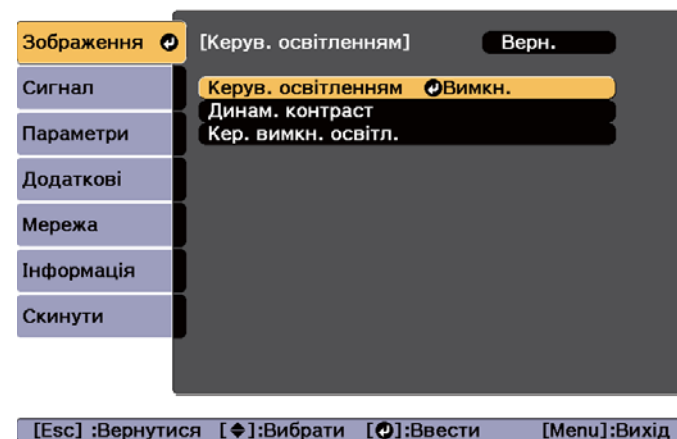 Зображення
[Керув. освітленням] Верн.
Сигнал
Керув. освітленням Вимкн.
Динам. контраст
Параметри
Кер. вимкн. освітл.
Додаткові
Мережа
Інформація
Скинути
[Esc] :Вернутися [ ]:Вибрати [ ]:Ввести [Menu]:Вихід